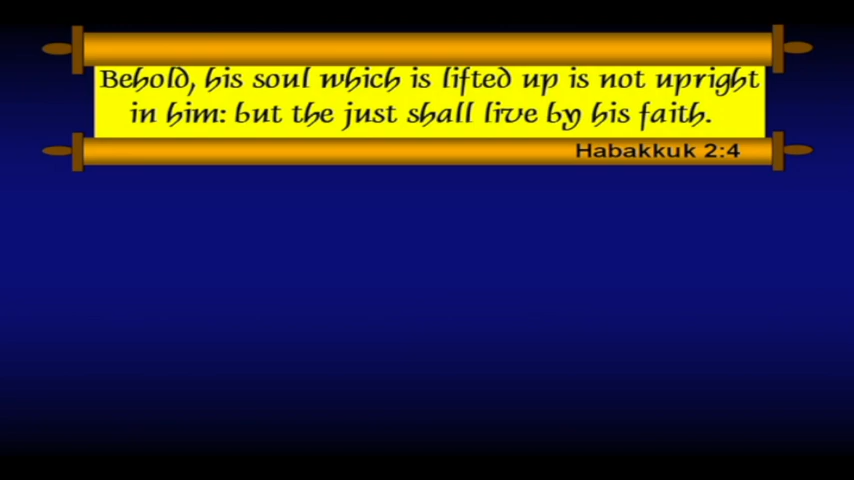 Behold, his soul which is lifted up is not upright
in him: but the just shall live by his faith.
Habakkuk 2:4